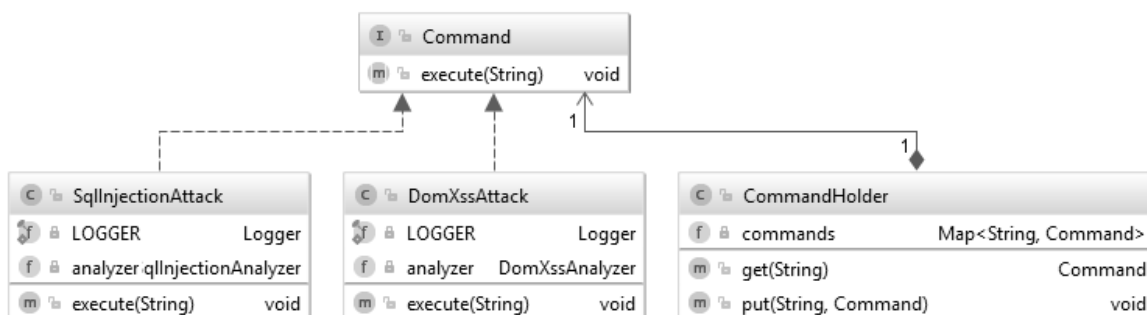 I Command
m execute(String) void
1
1
C SqlInjectionAttack
f LOGGER Logger
f analyzer qlInjectionAnalyzer
m execute(String) void
C DomXssAttack
f LOGGER Logger
f analyzer DomXssAnalyzer
m execute(String) void
C CommandHolder
f commands Map<String, Command>
m get(String) Command
m put(String, Command) void